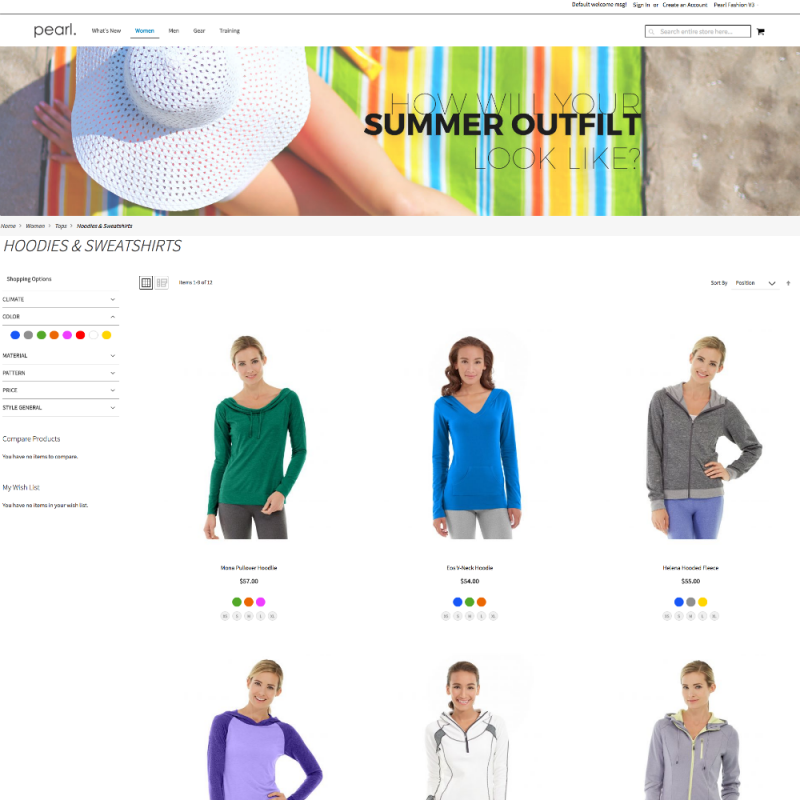 Default welcome msg! Sign In or Create an Account Pearl Fashion V3
pearl. What's New Women Men Gear Training Search entire store here...
HOW WILL YOUR
SUMMER OUTFILT
LOOK LIKE?
Home > Women > Tops > Hoodies & Sweatshirts
HOODIES & SWEATSHIRTS
Shopping Options
Items 1-9 of 12
Sort By Position
CLIMATE
COLOR
MATERIAL
PATTERN
PRICE
STYLE GENERAL
Compare Products
You have no items to compare.
My Wish List
You have no items in your wish list.
Mona Pullover Hoodlie Eos V-Neck Hoodie Helena Hooded Fleece
$57.00 $54.00 $55.00
XS S M L XL XS S M L XL XS S M L XL